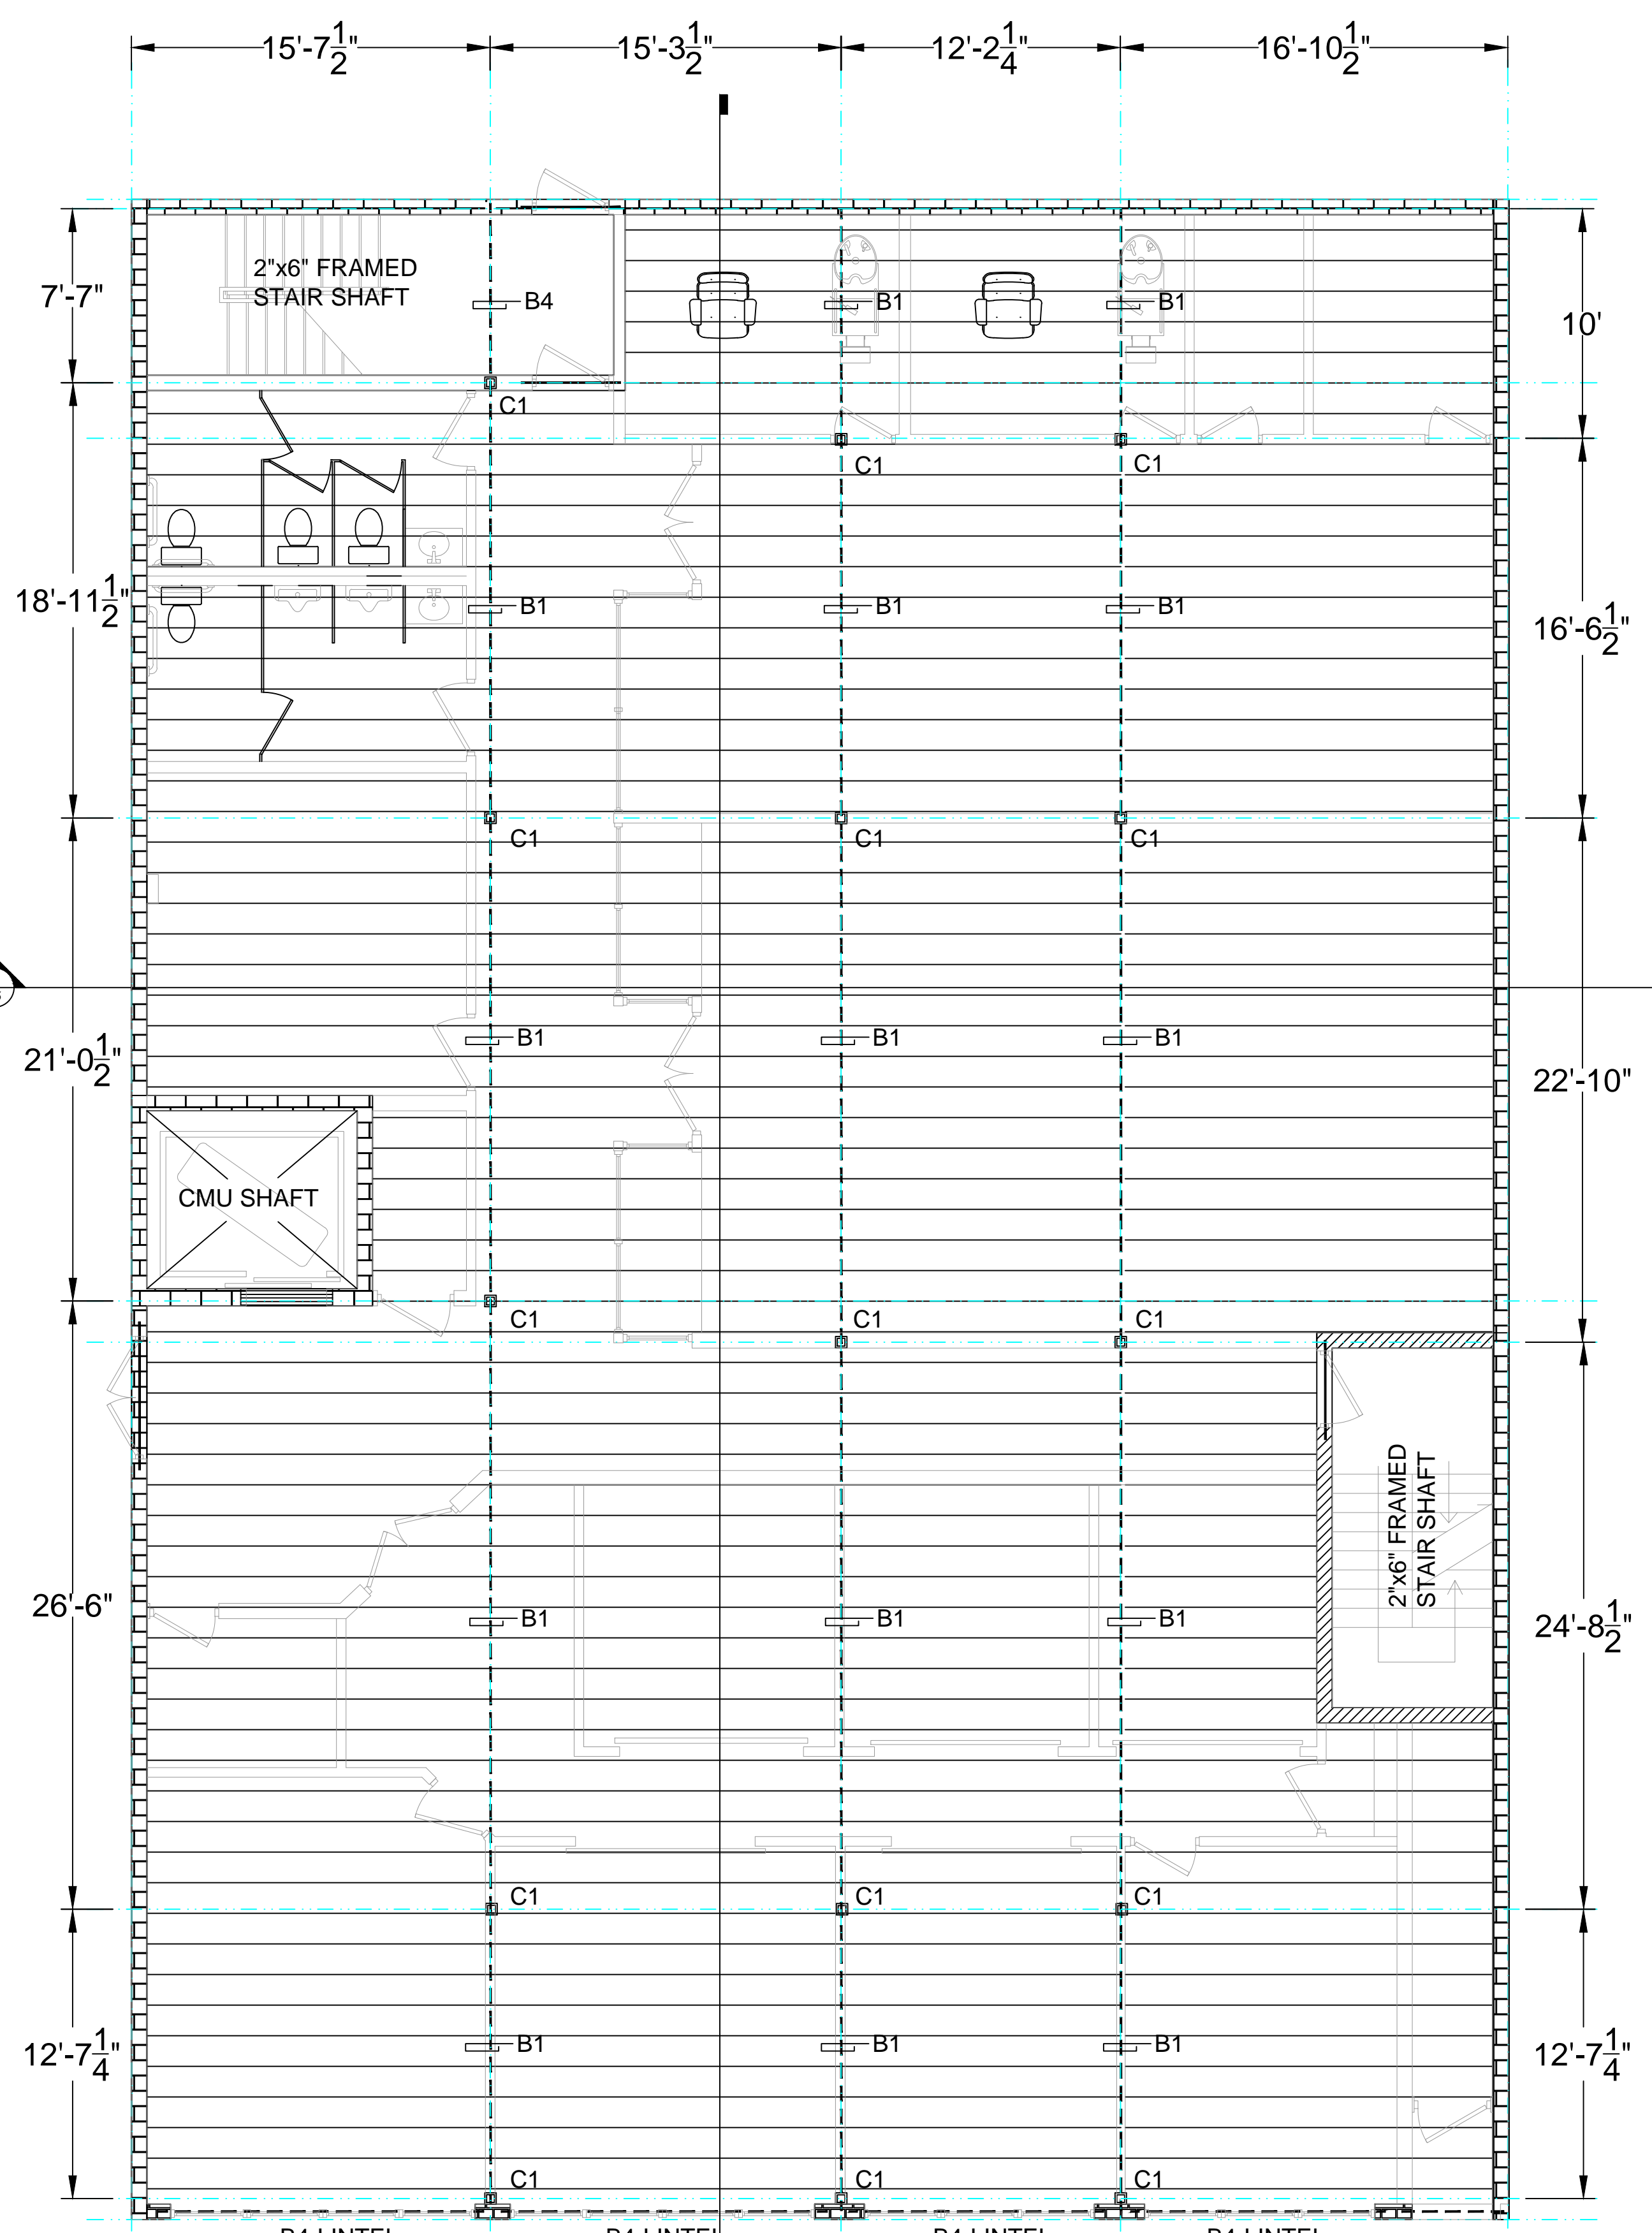 15'-7 1/2" 15'-3 1/2" 12'-2 1/4" 16'-10 1/2"
2"x6" FRAMED
STAIR SHAFT
7'-7"
B4 B1 B1
10'
C1
C1 C1
18'-11 1/2"
B1 B1 B1
16'-6 1/2"
C1 C1 C1
21'-0 1/2"
B1 B1 B1
22'-10"
CMU SHAFT
C1 C1 C1
2"x6" FRAMED
STAIR SHAFT
26'-6"
B1 B1 B1
24'-8 1/2"
C1 C1 C1
12'-7 1/4"
B1 B1 B1
12'-7 1/4"
C1 C1 C1